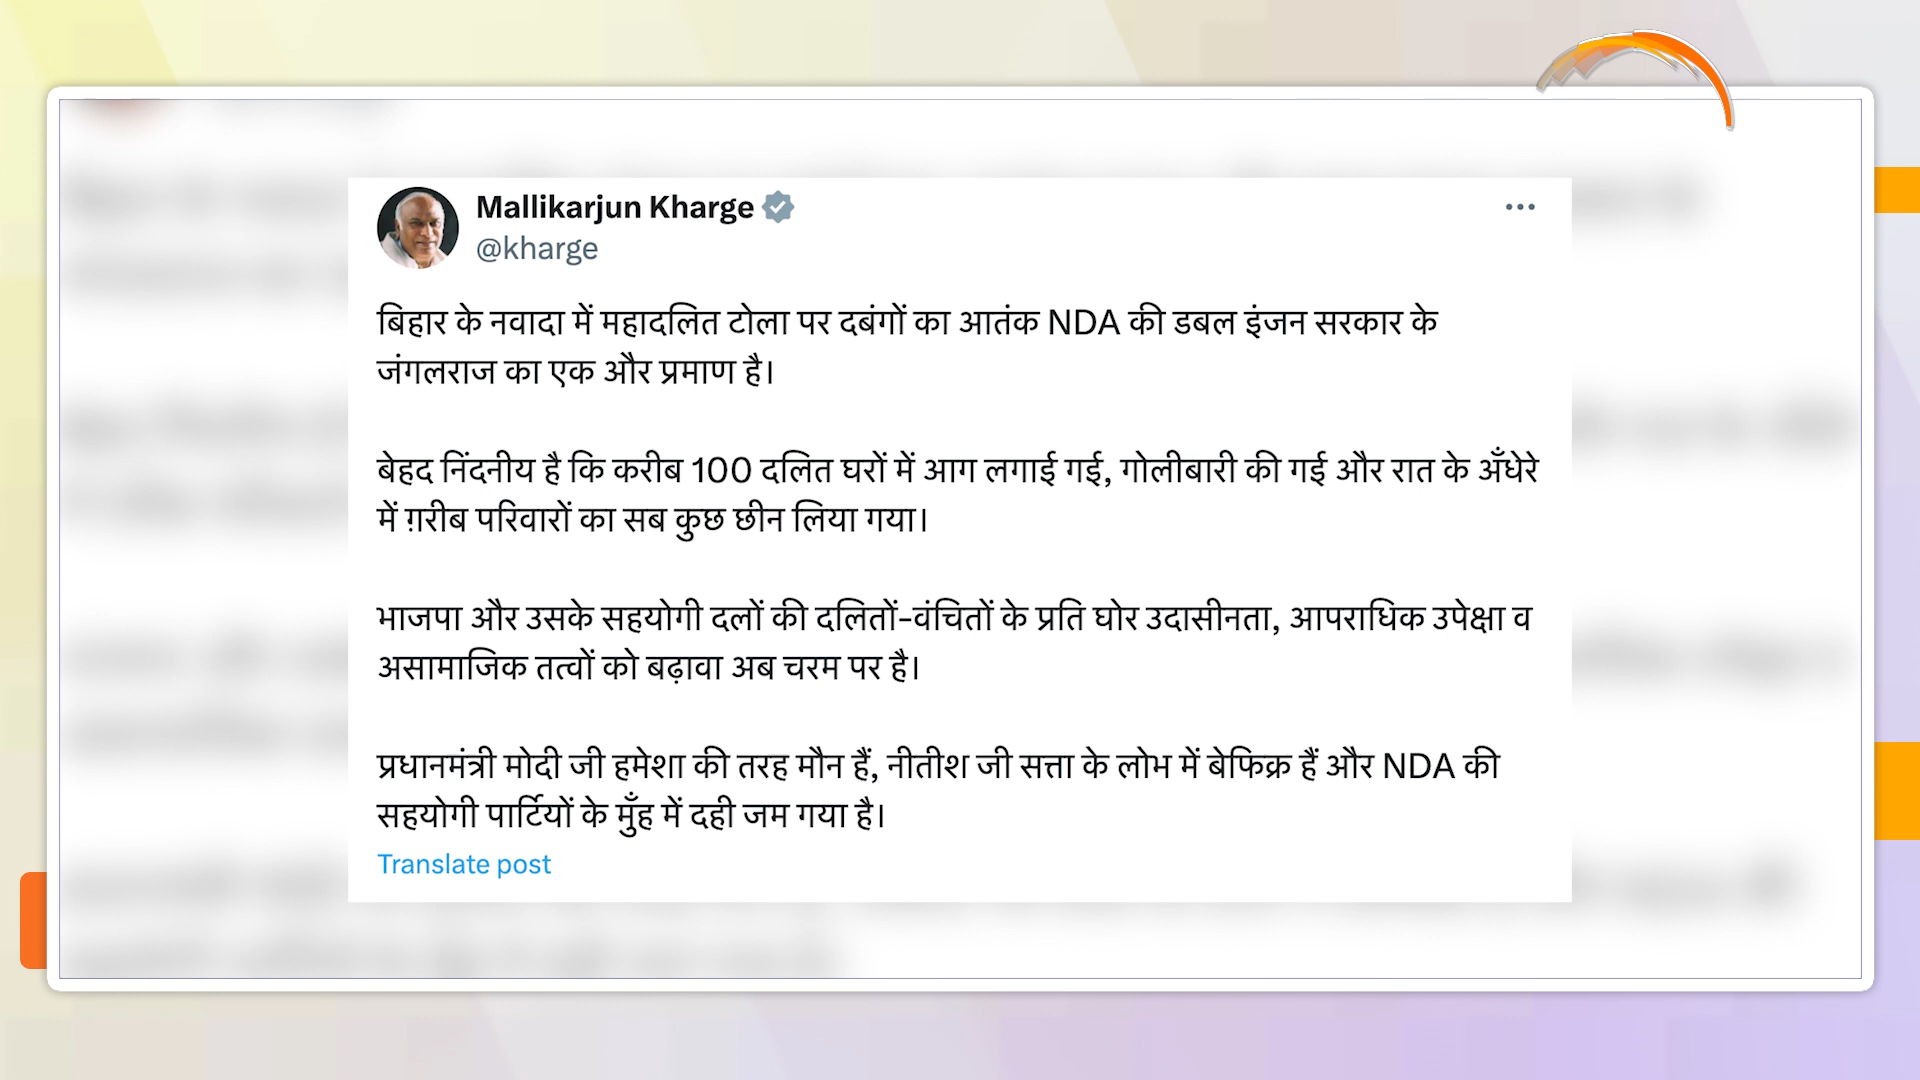 Mallikarjun Kharge
@kharge
बिहार के नवादा में महादलित टोला पर दबंगों का आतंक NDA की डबल इंजन सरकार के
जंगलराज का एक और प्रमाण है।
बेहद निंदनीय है कि करीब 100 दलित घरों में आग लगाई गई, गोलीबारी की गई और रात के अँधेरे
में ग़रीब परिवारों का सब कुछ छीन लिया गया।
भाजपा और उसके सहयोगी दलों की दलितों-वंचितों के प्रति घोर उदासीनता, आपराधिक उपेक्षा व
असामाजिक तत्वों को बढ़ावा अब चरम पर है।
प्रधानमंत्री मोदी जी हमेशा की तरह मौन हैं, नीतीश जी सत्ता के लोभ में बेफिक्र हैं और NDA की
सहयोगी पार्टियों के मुँह में दही जम गया है।
Translate post